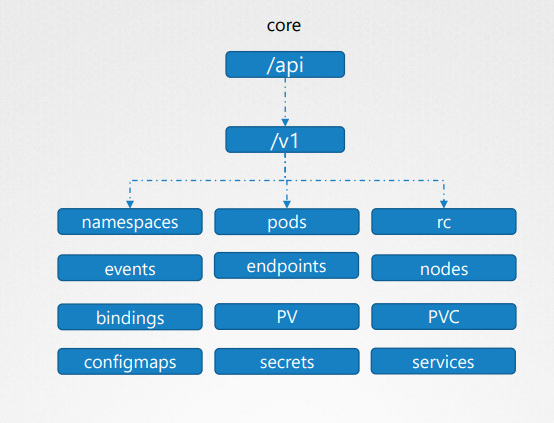 core
/api
/v1
namespaces
pods
rc
events
endpoints
nodes
bindings
PV
PVC
configmaps
secrets
services